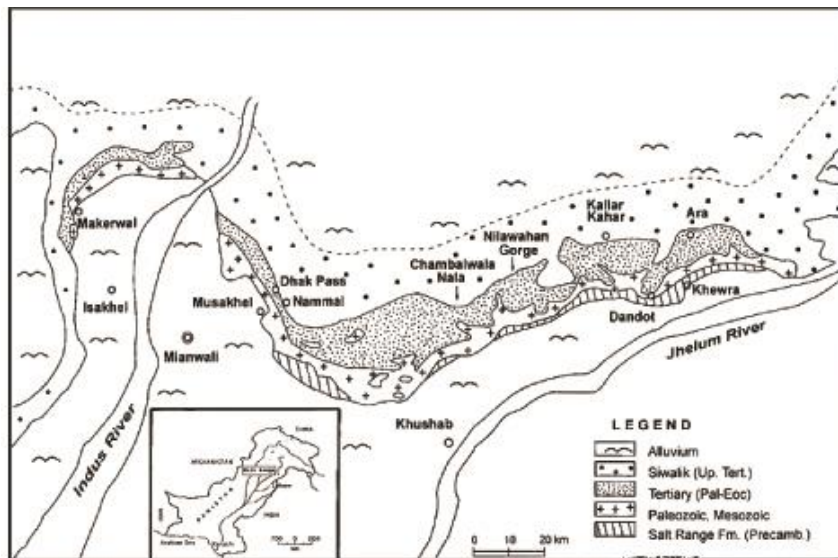 Makerwal
Isakhel
Mianwali
Musakhel
Dhak Pass
Nammal
Chambalwala
Nala
Nilawahan
Gorge
Kallar
Kahar
Ara
Khewra
Dandot
Khushab
Indus River
Jhelum River
LEGEND
Alluvium
Siwalik (Up. Tert.)
Tertiary (Pal-Eoc)
Paleozoic, Mesozoic
Salt Range Fm. (Precamb.)
0 10 20 km
AFGHANISTAN